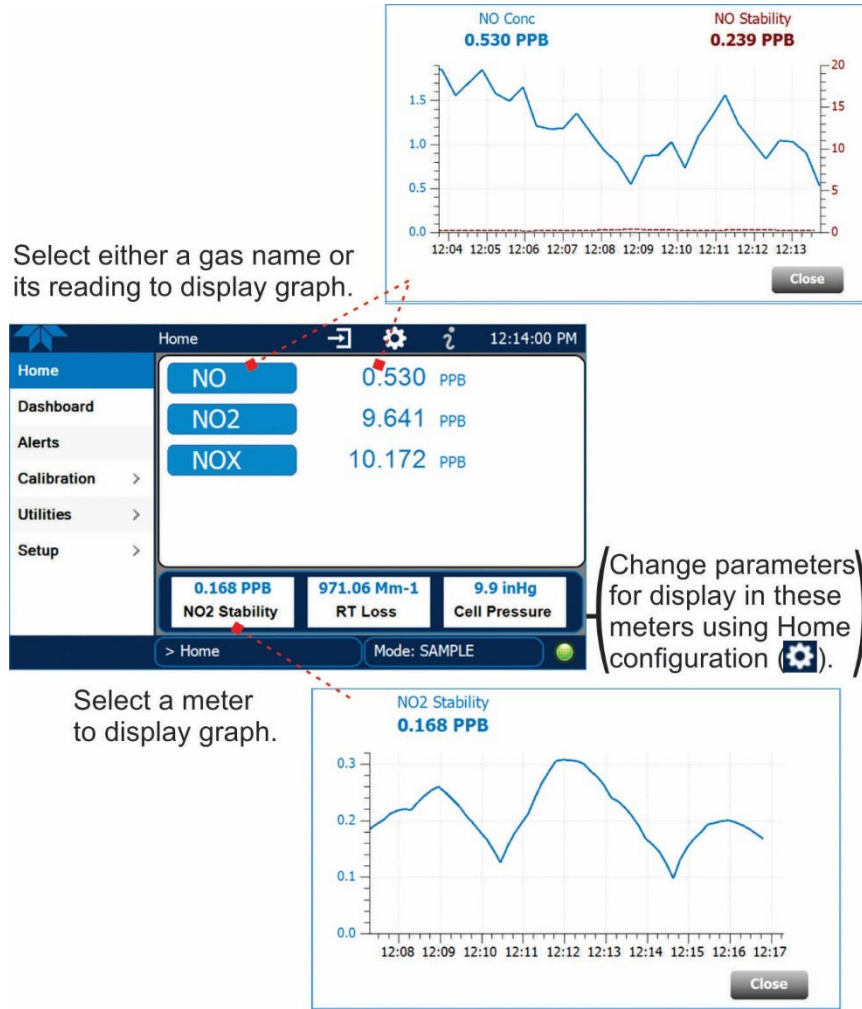 NO Conc NO Stability
0.530 PPB 0.239 PPB
20
1.5 15
1.0 10
0.5 5
0.0 0
12:04 12:05 12:06 12:07 12:08 12:09 12:10 12:11 12:12 12:13
Close
Select either a gas name or
its reading to display graph.
Home 12:14:00 PM
Home
Dashboard
Alerts
Calibration >
Utilities >
Setup >
NO 0.530 PPB
NO2 9.641 PPB
NOX 10.172 PPB
0.168 PPB 971.06 Mm-1 9.9 inHg
NO2 Stability RT Loss Cell Pressure
> Home Mode: SAMPLE
(Change parameters
for display in these
meters using Home
configuration ( ).)
Select a meter
to display graph.
NO2 Stability
0.168 PPB
0.3
0.2
0.1
0.0
12:08 12:09 12:10 12:11 12:12 12:13 12:14 12:15 12:16 12:17
Close